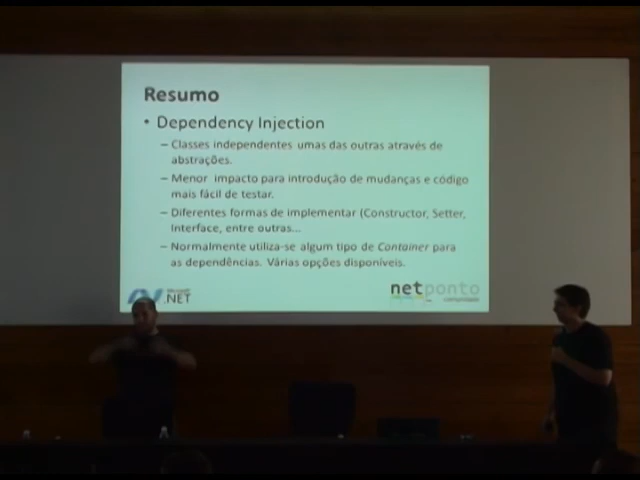 Resumo
• Dependency Injection
– Classes independentes umas das outras através de
abstrações.
– Menor impacto para introdução de mudanças e código
mais fácil de testar.
– Diferentes formas de implementar (Constructor, Setter,
Interface, entre outras...
– Normalmente utiliza-se algum tipo de Container para
as dependências. Várias opções disponíveis.
Microsoft
.NET
netponto
comunidade